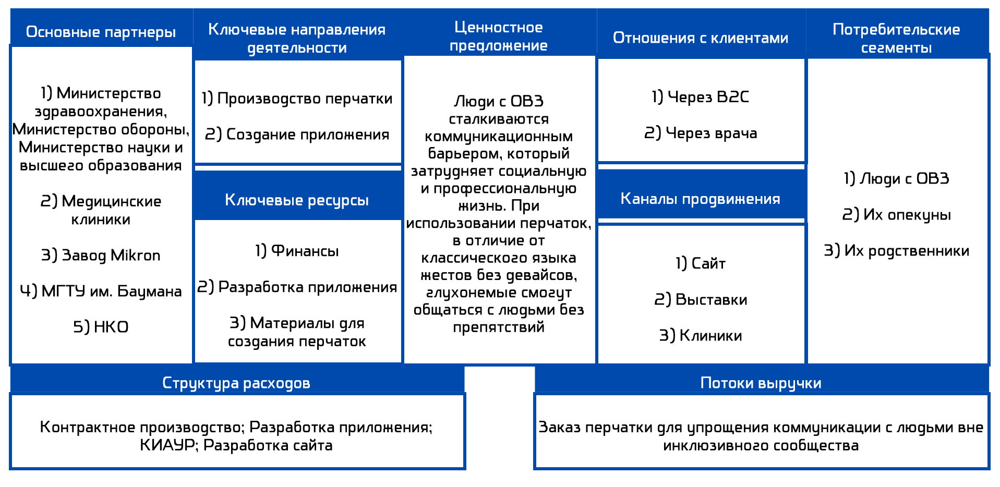 Основные партнеры
1) Министерство
здравоохранения,
Министерство обороны,
Министерство науки и
высшего образования
2) Медицинские
клиники
3) Завод Mikron
4) МГТУ им. Баумана
5) НКО
Ключевые направления
деятельности
1) Производство перчатки
2) Создание приложения
Ключевые ресурсы
1) Финансы
2) Разработка приложения
3) Материалы для
создания перчаток
Ценностное
предложение
Люди с ОВЗ
сталкиваются
коммуникационным
барьером, который
затрудняет социальную
и профессиональную
жизнь. При
использовании перчаток,
в отличие от
классического языка
жестов без девайсов,
глухонемые смогут
общаться с людьми без
препятствий
Отношения с клиентами
1) Через B2C
2) Через врача
Каналы продвижения
1) Сайт
2) Выставки
3) Клиники
Потребительские
сегменты
1) Люди с ОВЗ
2) Их опекуны
3) Их родственники
Структура расходов
Контрактное производство; Разработка приложения;
КИАУР; Разработка сайта
Потоки выручки
Заказ перчатки для упрощения коммуникации с людьми вне
инклюзивного сообщества